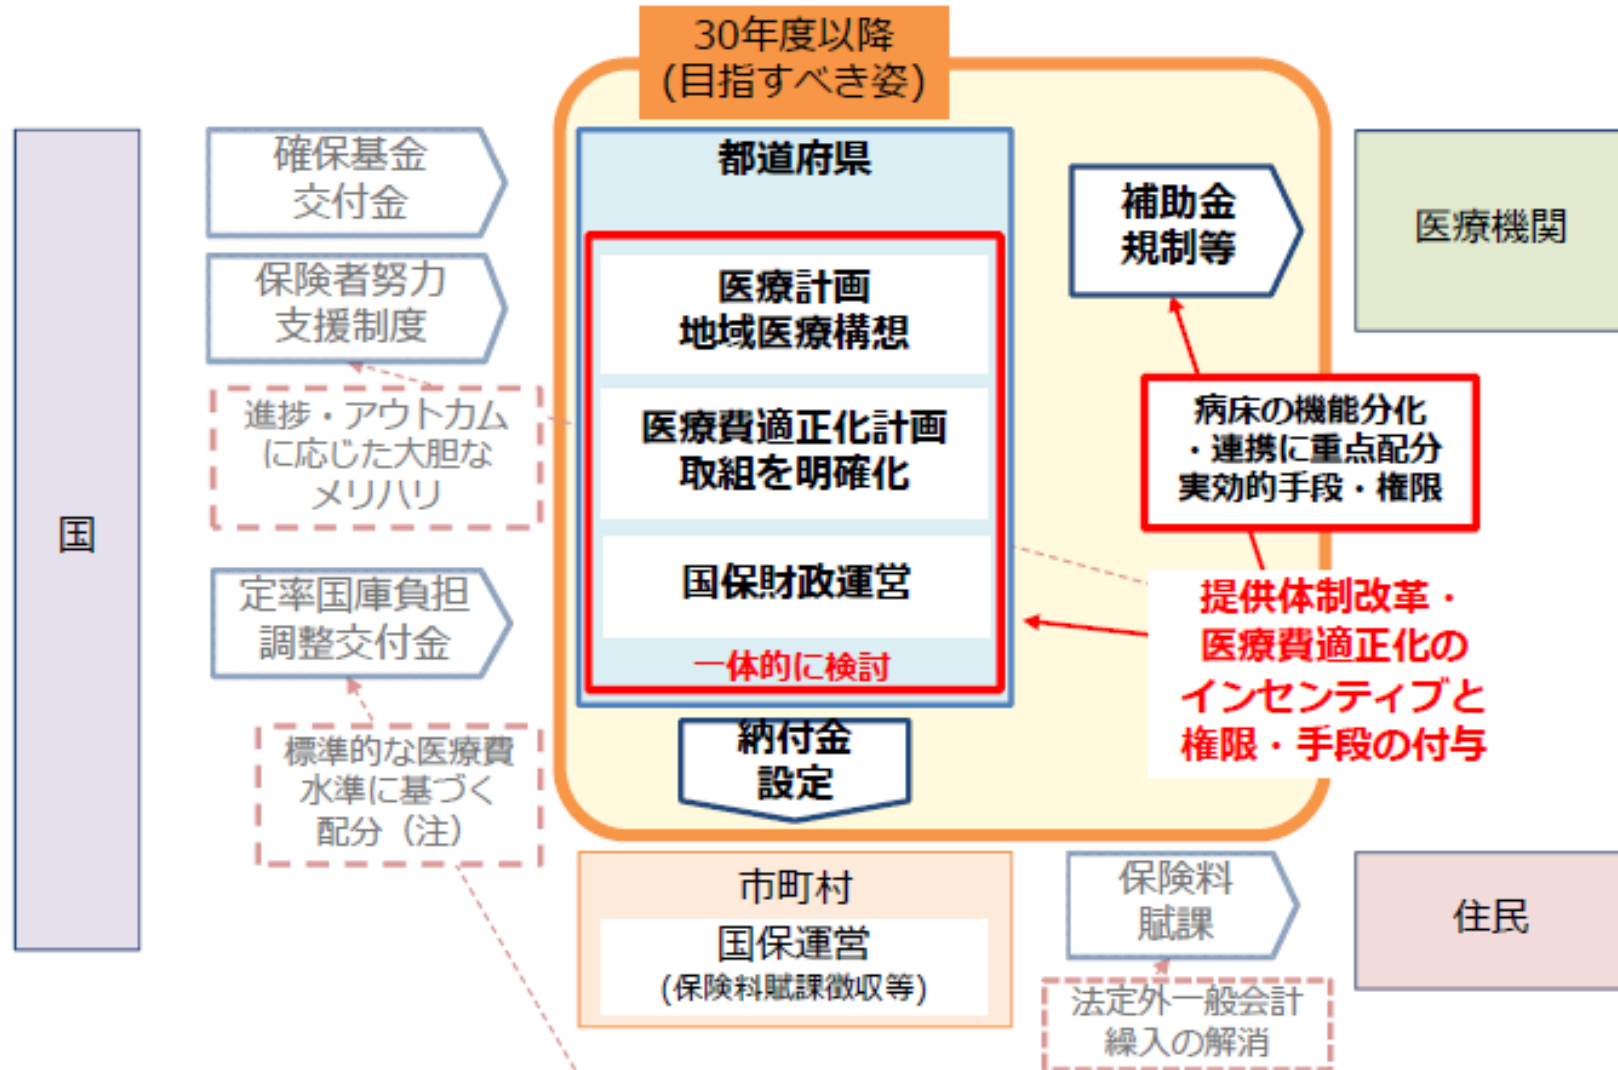 30年度以降
(目指すべき姿)
国
確保基金
交付金
保険者努力
支援制度
進捗・アウトカム
に応じた大胆な
メリハリ
定率国庫負担
調整交付金
標準的な医療費
水準に基づく
配分（注）
都道府県
医療計画
地域医療構想
医療費適正化計画
取組を明確化
国保財政運営
一体的に検討
納付金
設定
補助金
規制等
病床の機能分化
・連携に重点配分
実効的手段・権限
提供体制改革・
医療費適正化の
インセンティブと
権限・手段の付与
医療機関
市町村
国保運営
(保険料賦課徴収等)
保険料
賦課
法定外一般会計
繰入の解消
住民